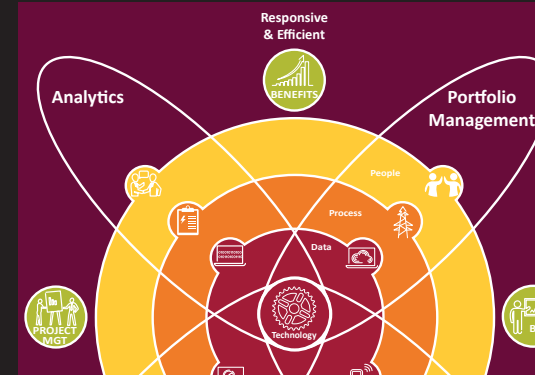 Responsive
& Efficient
BENEFITS
Analytics
Portfolio
Management
People
Process
Data
Technology
PROJECT
MGT